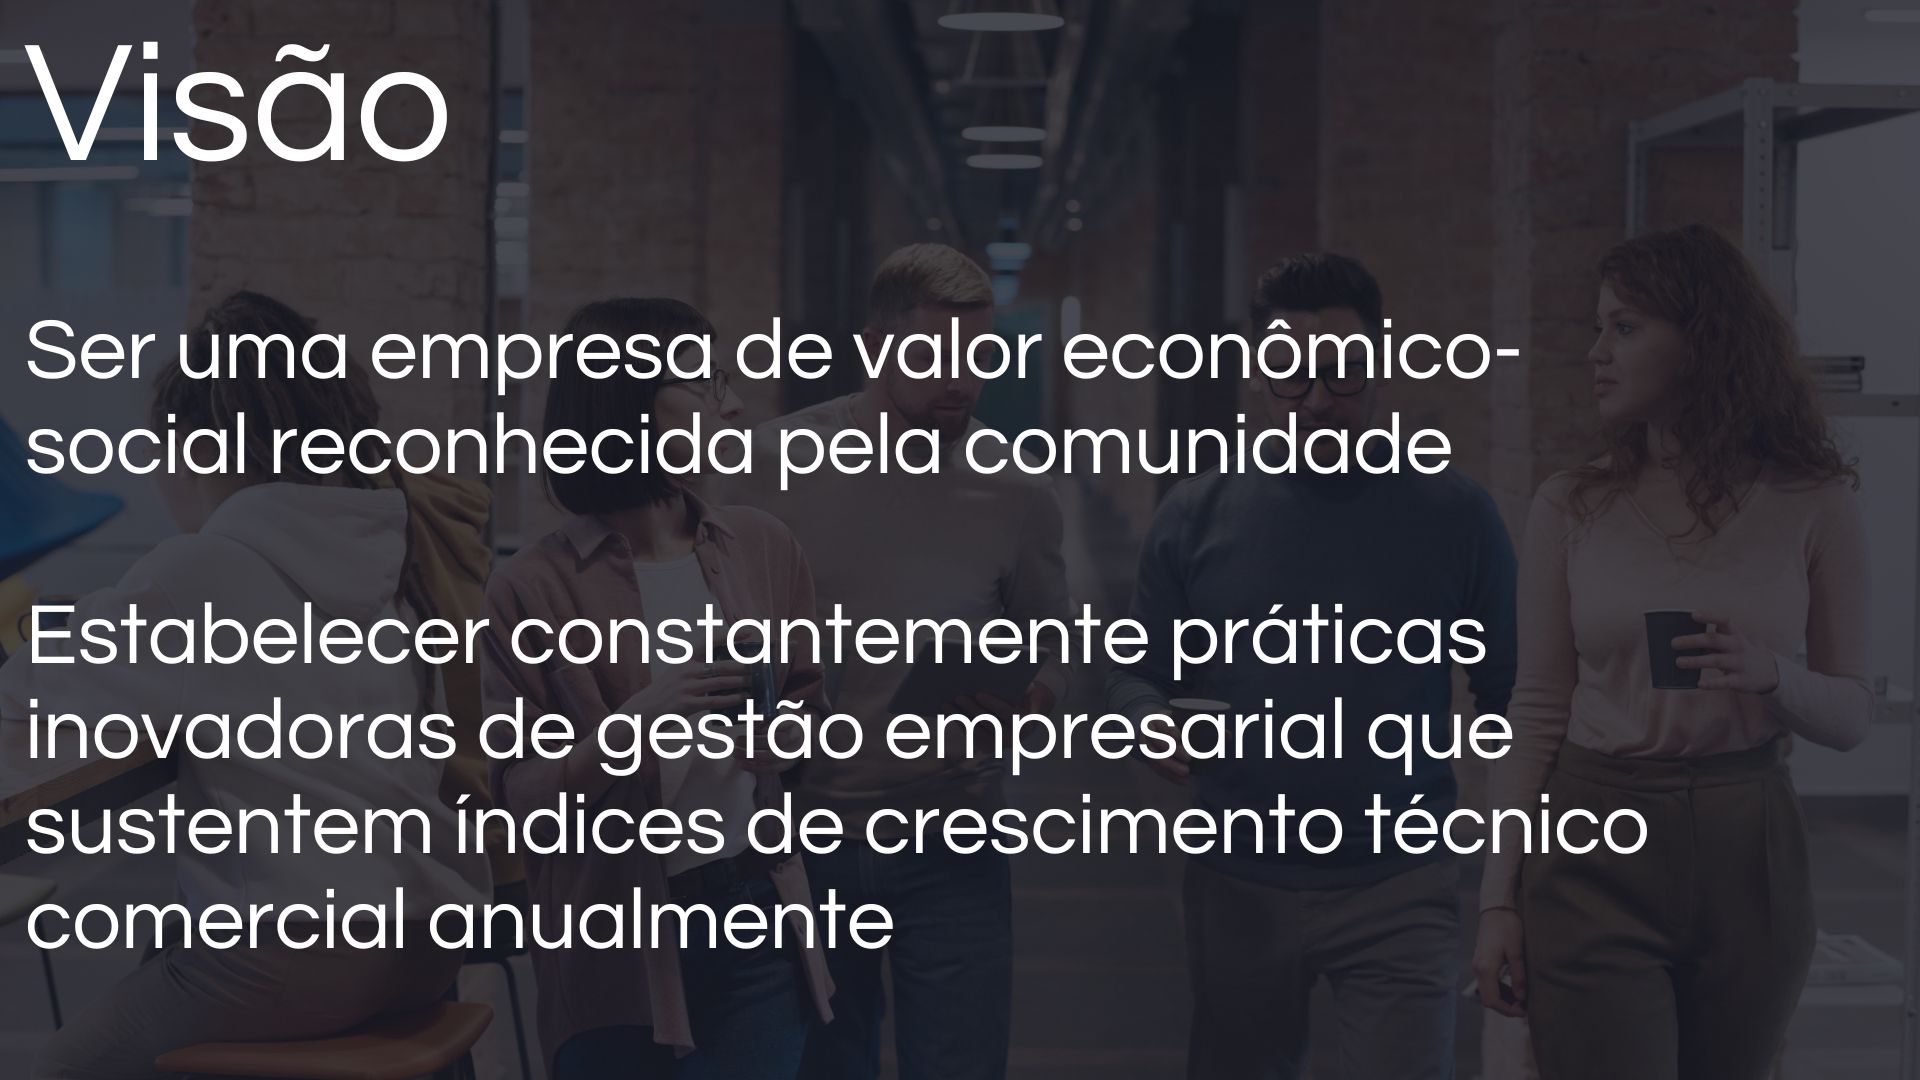 Visão
Ser uma empresa de valor econômico-
social reconhecida pela comunidade
Estabelecer constantemente práticas
inovadoras de gestão empresarial que
sustentem índices de crescimento técnico
comercial anualmente